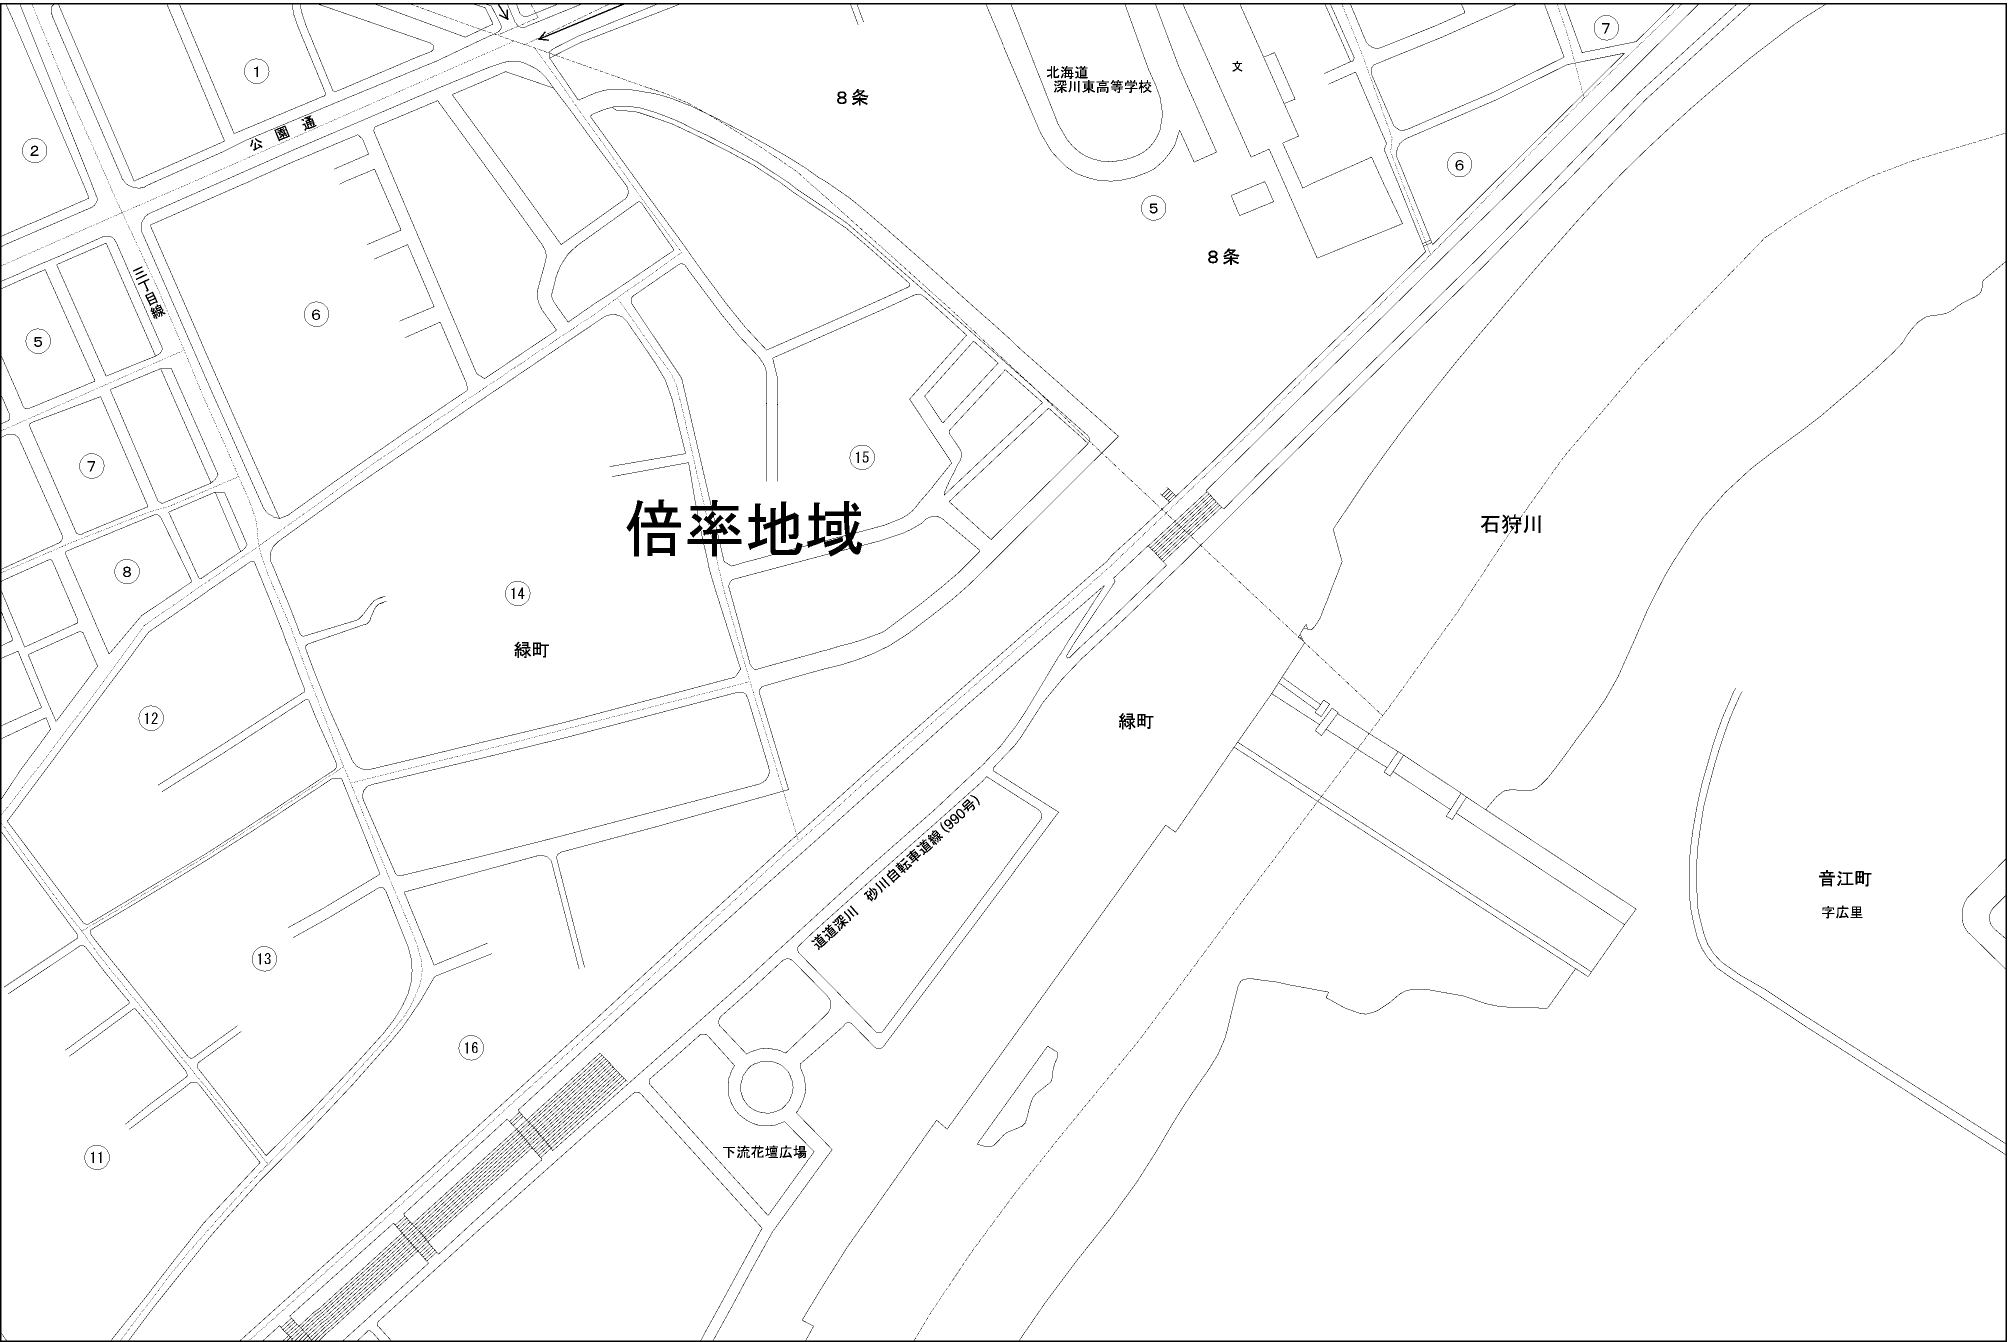 7
1
北海道
深川東高等学校
文
8条
公園通
2
6
5
8条
三丁目線
6
5
15
7
倍率地域
石狩川
8
14
緑町
12
緑町
道道深川 砂川自転車道線(990号)
音江町
字広里
13
16
下流花壇広場
11